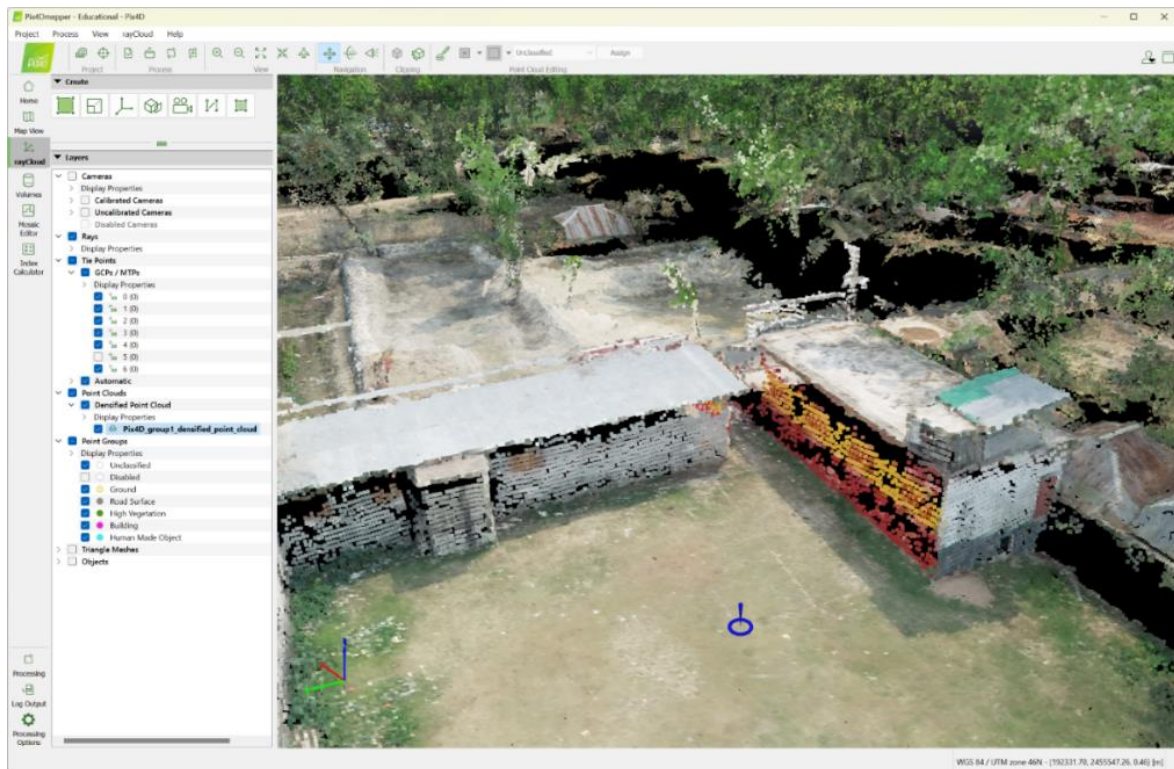 Pix4Dmapper - Educational - Pix4D
Project Process View rayCloud Help
Unclassified Assign
Project Process View Navigation Clipping Point Cloud Editing
Create
Home
Map View
rayCloud
Volumes
Mosaic
Editor
Index
Calculator
Layers
Cameras
Display Properties
Calibrated Cameras
Uncalibrated Cameras
Disabled Cameras
Rays
Display Properties
Tie Points
GCPs / MTPs
Display Properties
0 (0)
1 (0)
2 (0)
3 (0)
4 (0)
5 (0)
6 (0)
Automatic
Point Clouds
Densified Point Cloud
Display Properties
Pix4D_group1_densified_point_cloud
Point Groups
Display Properties
Unclassified
Disabled
Ground
Road Surface
High Vegetation
Building
Human Made Object
Triangle Meshes
Objects
Processing
Log Output
Processing
Options
WGS 84 / UTM zone 46N - (192331.70, 2455547.26, 0.46) [m]